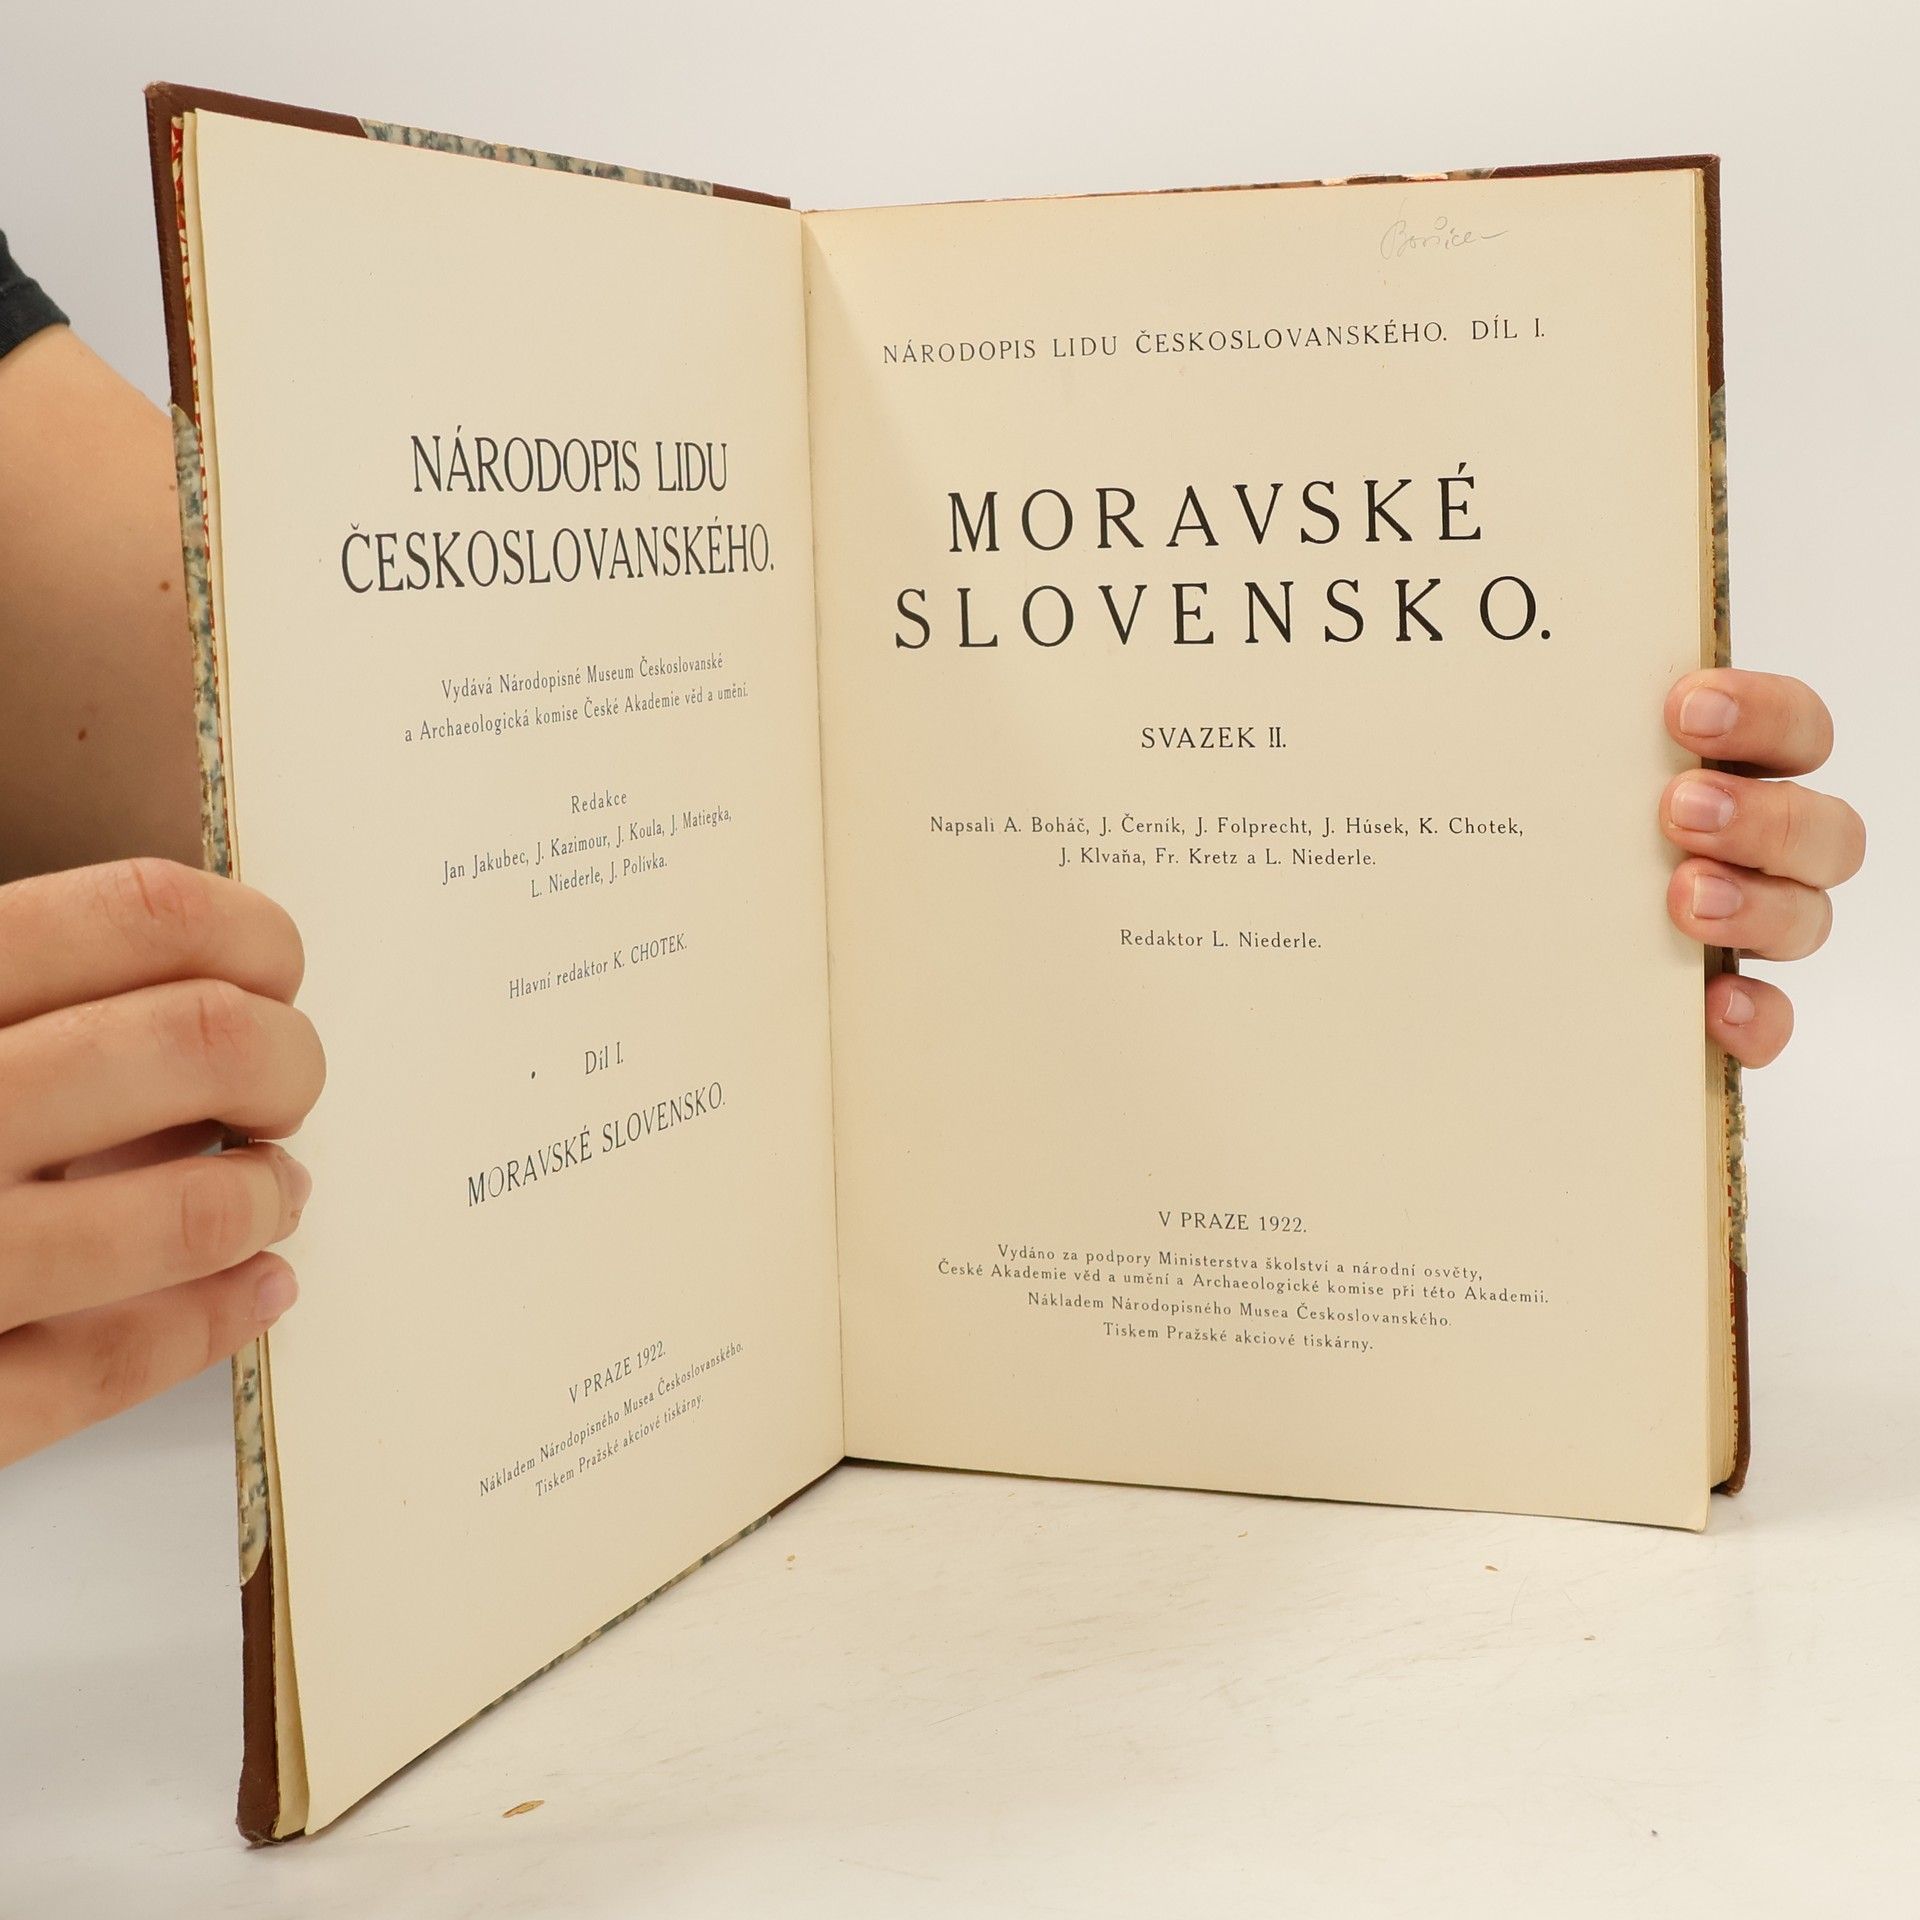 NÁRODOPIS LIDU
ČESKOSLOVANSKÉHO.
Vydává Národopisné Museum Českoslovanské
a Archaeologická komise České Akademie věd a umění.
Redakce
Jan Jakubec, J. Kazimour, J. Koula, J. Matiegka,
L. Niederle, J. Polívka.
Hlavní redaktor K. CHOTEK.
Díl I.
MORAVSKÉ SLOVENSKO.
V PRAZE 1922.
Nákladem Národopisného Musea Českoslovanského.
Tiskem Pražské akciové tiskárny.
NÁRODOPIS LIDU ČESKOSLOVANSKÉHO. DÍL I.
MORAVSKÉ
SLOVENSKO.
SVAZEK II.
Napsali A. Boháč, J. Černík, J. Folprecht, J. Húsek, K. Chotek,
J. Klvaňa, Fr. Kretz a L. Niederle.
Redaktor L. Niederle.
V PRAZE 1922.
Vydáno za podpory Ministerstva školství a národní osvěty,
České Akademie věd a umění a Archaeologické komise při této Akademii.
Nákladem Národopisného Musea Českoslovanského.
Tiskem Pražské akciové tiskárny.